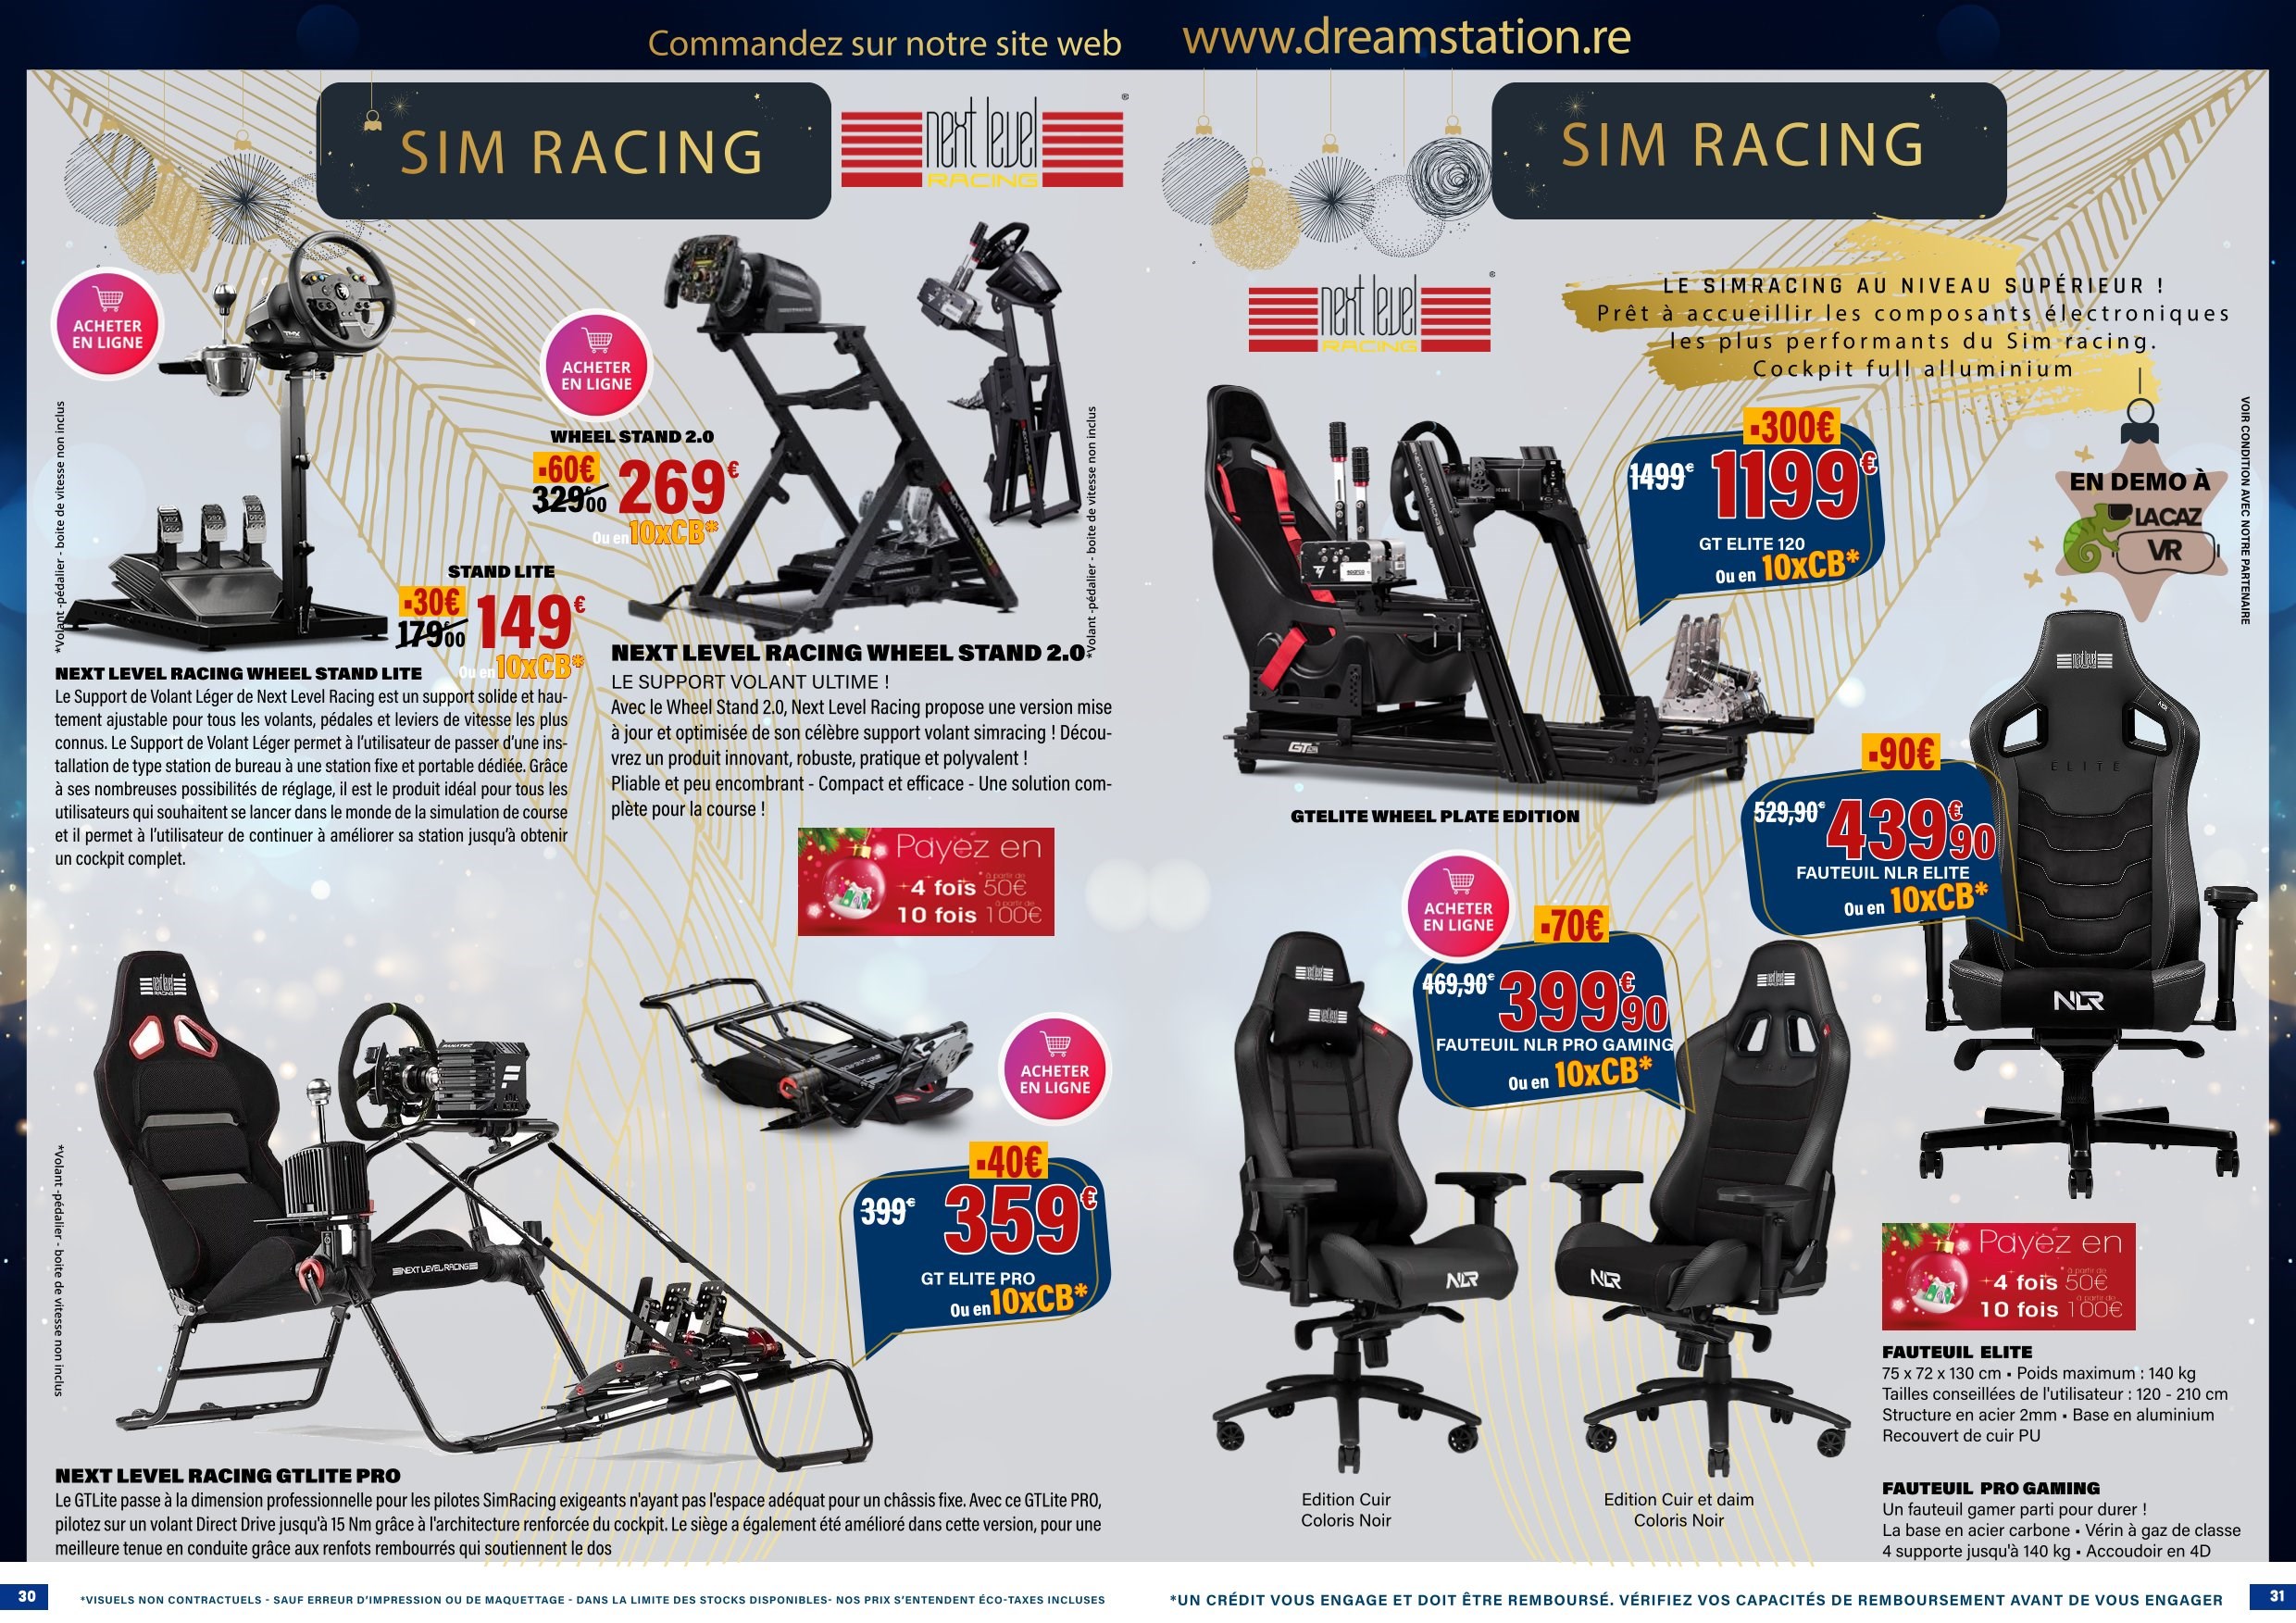 Commandez sur notre site web
www.dreamstation.re
SIM RACING
next level
RACING
ACHETER
EN LIGNE
*Volant -pédalier - boite de vitesse non inclus
STAND LITE
-30€
179€00
149€
Ou en 10xCB*
NEXT LEVEL RACING WHEEL STAND LITE
Le Support de Volant Léger de Next Level Racing est un support solide et hau-
tement ajustable pour tous les volants, pédales et leviers de vitesse les plus
connus. Le Support de Volant Léger permet à l'utilisateur de passer d'une ins-
tallation de type station de bureau à une station fixe et portable dédiée. Grâce
à ses nombreuses possibilités de réglage, il est le produit idéal pour tous les
utilisateurs qui souhaitent se lancer dans le monde de la simulation de course
et il permet à l'utilisateur de continuer à améliorer sa station jusqu'à obtenir
un cockpit complet.
ACHETER
EN LIGNE
WHEEL STAND 2.0
-60€
329€00
269€
Ou en 10xCB*
*Volant -pédalier - boite de vitesse non inclus
NEXT LEVEL RACING WHEEL STAND 2.0
LE SUPPORT VOLANT ULTIME !
Avec le Wheel Stand 2.0, Next Level Racing propose une version mise
à jour et optimisée de son célèbre support volant simracing ! Décou-
vrez un produit innovant, robuste, pratique et polyvalent !
Pliable et peu encombrant - Compact et efficace - Une solution com-
plète pour la course !
Payez en
4 fois à partir de 50€
10 fois à partir de 100€
next level
RACING
NEXT LEVEL RACING
FANATEC
ACHETER
EN LIGNE
*Volant -pédalier - boite de vitesse non inclus
-40€
399€
359€
GT ELITE PRO
Ou en 10xCB*
NEXT LEVEL RACING GTLITE PRO
Le GTLite passe à la dimension professionnelle pour les pilotes SimRacing exigeants n'ayant pas l'espace adéquat pour un châssis fixe. Avec ce GTLite PRO,
pilotez sur un volant Direct Drive jusqu'à 15 Nm grâce à l'architecture renforcée du cockpit. Le siège a également été amélioré dans cette version, pour une
meilleure tenue en conduite grâce aux renfots rembourrés qui soutiennent le dos
30
*VISUELS NON CONTRACTUELS - SAUF ERREUR D'IMPRESSION OU DE MAQUETTAGE - DANS LA LIMITE DES STOCKS DISPONIBLES- NOS PRIX S'ENTENDENT ÉCO-TAXES INCLUSES
SIM RACING
next level
RACING
LE SIMRACING AU NIVEAU SUPÉRIEUR !
Prêt à accueillir les composants électroniques
les plus performants du Sim racing.
Cockpit full alluminium
-300€
1499€
1199€
GT ELITE 120
Ou en 10xCB*
EN DEMO À
LACAZ
VR
VOIR CONDITION AVEC NOTRE PARTENAIRE
GTELITE WHEEL PLATE EDITION
-90€
529,90€
439€90
FAUTEUIL NLR ELITE
Ou en 10xCB*
ELITE
NLR
ACHETER
EN LIGNE
-70€
469,90€
399€90
FAUTEUIL NLR PRO GAMING
Ou en 10xCB*
NLR
NLR
Edition Cuir
Coloris Noir
Edition Cuir et daim
Coloris Noir
Payez en
4 fois à partir de 50€
10 fois à partir de 100€
FAUTEUIL ELITE
75 x 72 x 130 cm • Poids maximum : 140 kg
Tailles conseillées de l'utilisateur : 120 - 210 cm
Structure en acier 2mm • Base en aluminium
Recouvert de cuir PU
FAUTEUIL PRO GAMING
Un fauteuil gamer parti pour durer !
La base en acier carbone • Vérin à gaz de classe
4 supporte jusqu'à 140 kg • Accoudoir en 4D
*UN CRÉDIT VOUS ENGAGE ET DOIT ÊTRE REMBOURSÉ. VÉRIFIEZ VOS CAPACITÉS DE REMBOURSEMENT AVANT DE VOUS ENGAGER
31